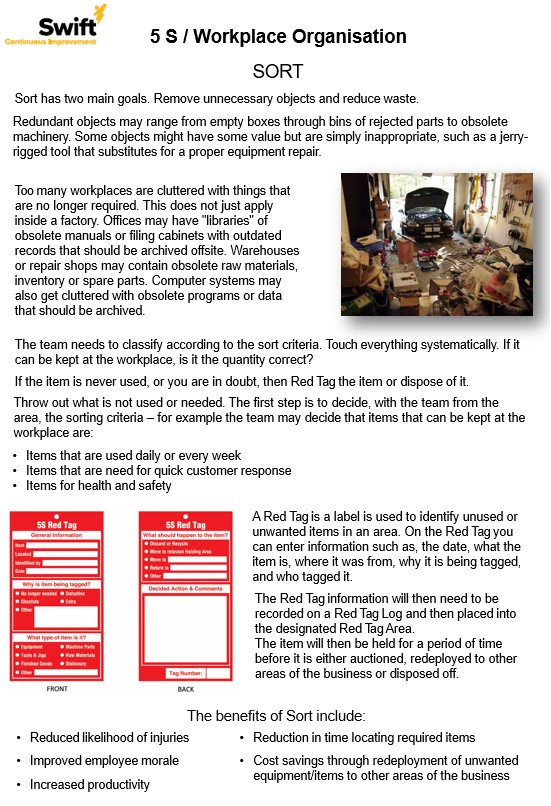 Swift
Continuous Improvement
5 S / Workplace Organisation
SORT
Sort has two main goals. Remove unnecessary objects and reduce waste.
Redundant objects may range from empty boxes through bins of rejected parts to obsolete
machinery. Some objects might have some value but are simply inappropriate, such as a jerry-
rigged tool that substitutes for a proper equipment repair.
Too many workplaces are cluttered with things that
are no longer required. This does not just apply
inside a factory. Offices may have "libraries" of
obsolete manuals or filing cabinets with outdated
records that should be archived offsite. Warehouses
or repair shops may contain obsolete raw materials,
inventory or spare parts. Computer systems may
also get cluttered with obsolete programs or data
that should be archived.
The team needs to classify according to the sort criteria. Touch everything systematically. If it
can be kept at the workplace, is it the quantity correct?
If the item is never used, or you are in doubt, then Red Tag the item or dispose of it.
Throw out what is not used or needed. The first step is to decide, with the team from the
area, the sorting criteria – for example the team may decide that items that can be kept at the
workplace are:
• Items that are used daily or every week
• Items that are need for quick customer response
• Items for health and safety
5S Red Tag
General Information
Item
Located
Identified by
Date
Why is item being tagged?
No longer needed
Defective
Obsolete
Extra
Other
What type of item is it?
Equipment
Machine Parts
Tools & Jigs
Raw Materials
Finished Goods
Stationary
Other
FRONT
5S Red Tag
What should happen to the item?
Discard or Recycle
Move to relevant Holding Area
Move to
Return to
Other
Decided Action & Comments
Tag Number:
BACK
A Red Tag is a label is used to identify unused or
unwanted items in an area. On the Red Tag you
can enter information such as, the date, what the
item is, where it was from, why it is being tagged,
and who tagged it.
The Red Tag information will then need to be
recorded on a Red Tag Log and then placed into
the designated Red Tag Area.
The item will then be held for a period of time
before it is either auctioned, redeployed to other
areas of the business or disposed off.
The benefits of Sort include:
• Reduced likelihood of injuries
• Improved employee morale
• Increased productivity
• Reduction in time locating required items
• Cost savings through redeployment of unwanted
equipment/items to other areas of the business